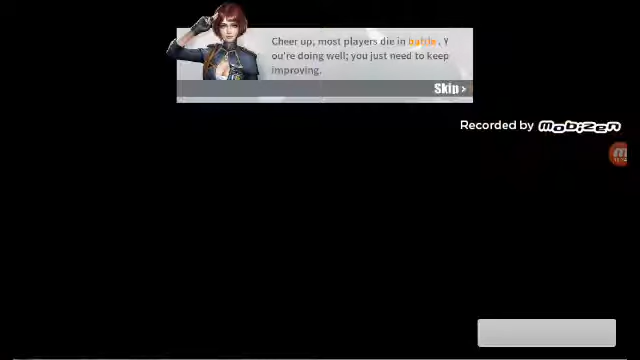 Cheer up, most players die in battle , Y
ou're doing well; you just need to keep
improving.
Skip >
Recorded by mobizen